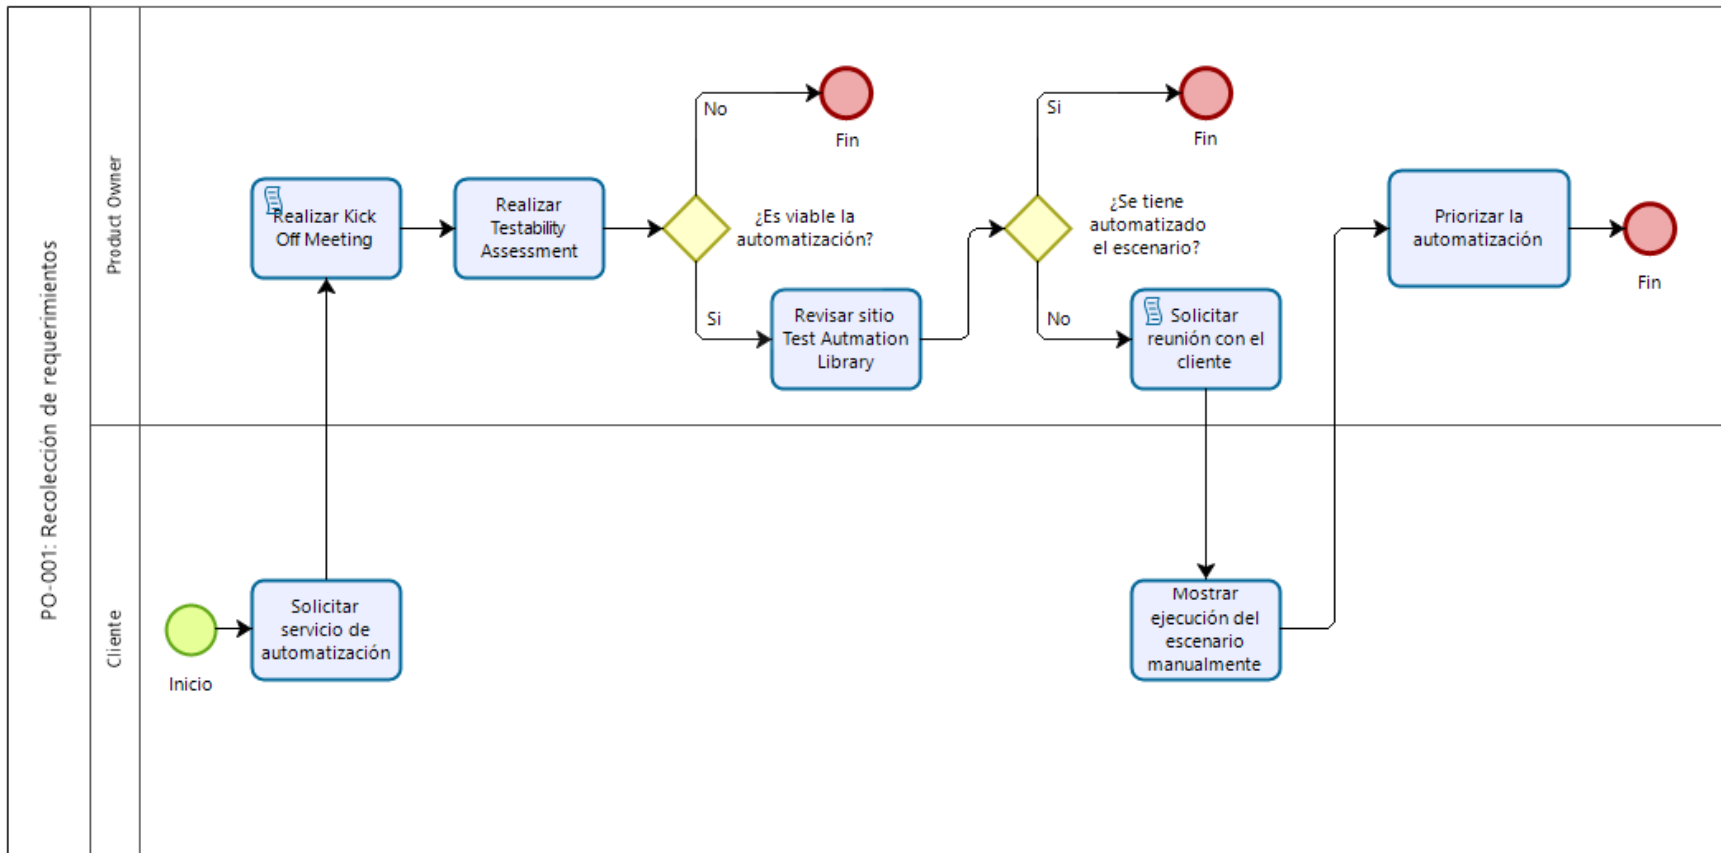 PO-001: Recolección de requerimientos
Product Owner
Realizar Kick
Off Meeting
Realizar
Testability
Assessment
¿Es viable la
automatización?
No
Fin
Si
Revisar sitio
Test Autmation
Library
¿Se tiene
automatizado
el escenario?
Si
Fin
No
Solicitar
reunión con el
cliente
Priorizar la
automatización
Fin
Cliente
Inicio
Solicitar
servicio de
automatización
Mostrar
ejecución del
escenario
manualmente